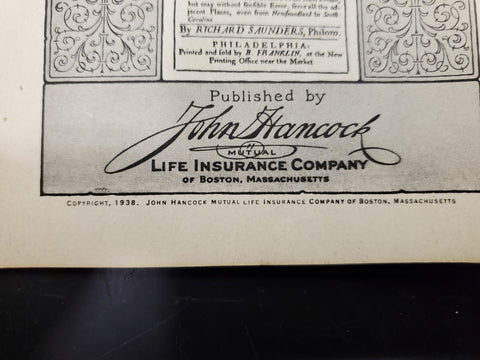 but may without sensible Error, serve all the ad-
jacent Places, even from Newfoundland to South-
Carolina
By RICHARD SAUNDERS, Philom.
PHILADELPHIA:
Printed and sold by B. FRANKLIN, at the New
Printing Office near the Market
Published by
John Hancock
MUTUAL
LIFE INSURANCE COMPANY
OF BOSTON, MASSACHUSETTS
COPYRIGHT, 1938. JOHN HANCOCK MUTUAL LIFE INSURANCE COMPANY OF BOSTON, MASSACHUSETTS